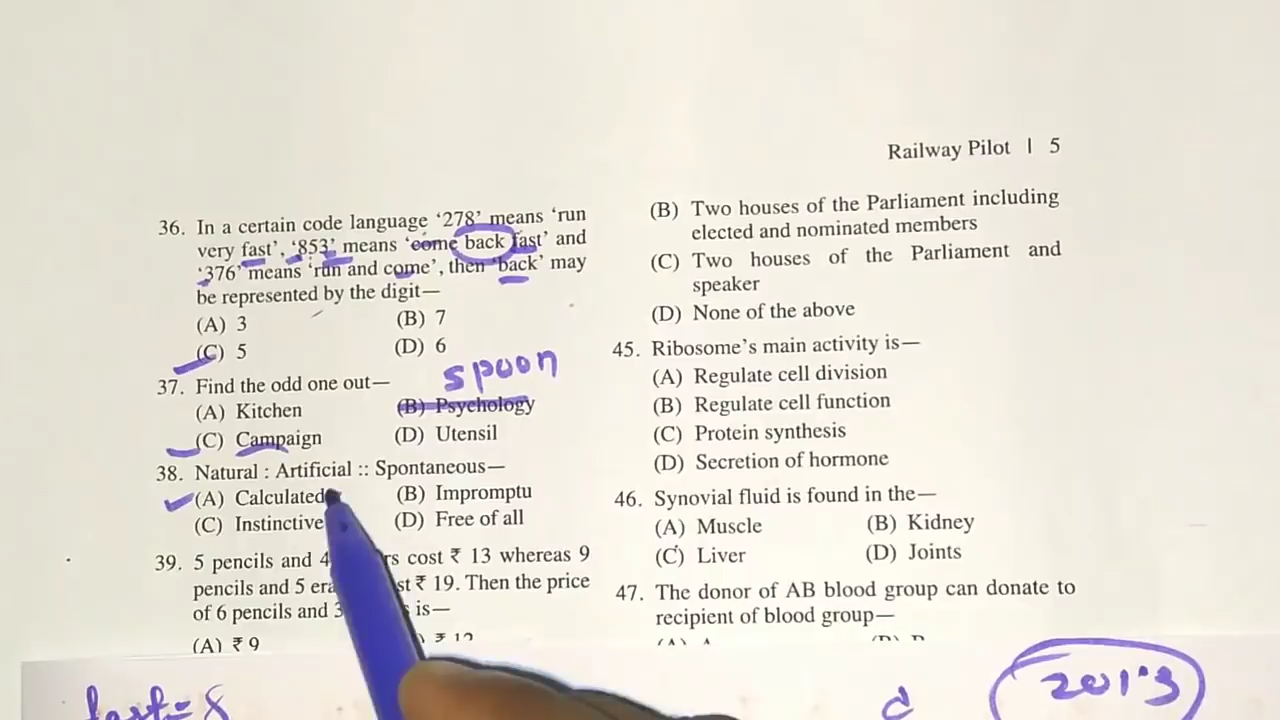 Railway Pilot | 5
36. In a certain code language '278' means 'run
very fast', '853' means 'come back fast' and
'376' means 'run and come', then 'back' may
be represented by the digit—
(A) 3 (B) 7
(C) 5 (D) 6
spoon
37. Find the odd one out—
(A) Kitchen (B) Psychology
(C) Campaign (D) Utensil
38. Natural : Artificial :: Spontaneous—
(A) Calculated (B) Impromptu
(C) Instinctive (D) Free of all
39. 5 pencils and 4 cost ₹ 13 whereas 9
pencils and 5 ₹ 19. Then the price
of 6 pencils and 3 is—
(A) ₹ 9 ₹ 12
(B) Two houses of the Parliament including
elected and nominated members
(C) Two houses of the Parliament and
speaker
(D) None of the above
45. Ribosome's main activity is—
(A) Regulate cell division
(B) Regulate cell function
(C) Protein synthesis
(D) Secretion of hormone
46. Synovial fluid is found in the—
(A) Muscle (B) Kidney
(C) Liver (D) Joints
47. The donor of AB blood group can donate to
recipient of blood group—
fast = 8
2013